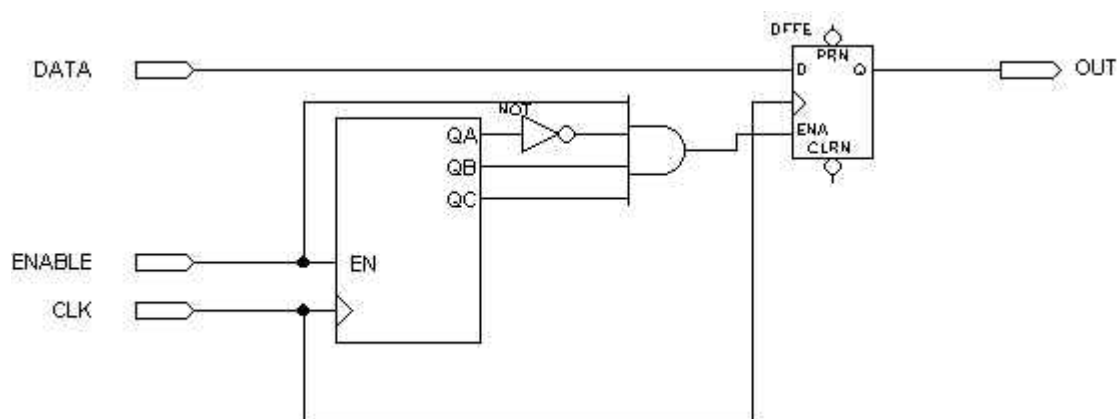 DFFE
DATA
D
PRN
Q
OUT
NOT
QA
ENA
CLRN
QB
QC
ENABLE
EN
CLK